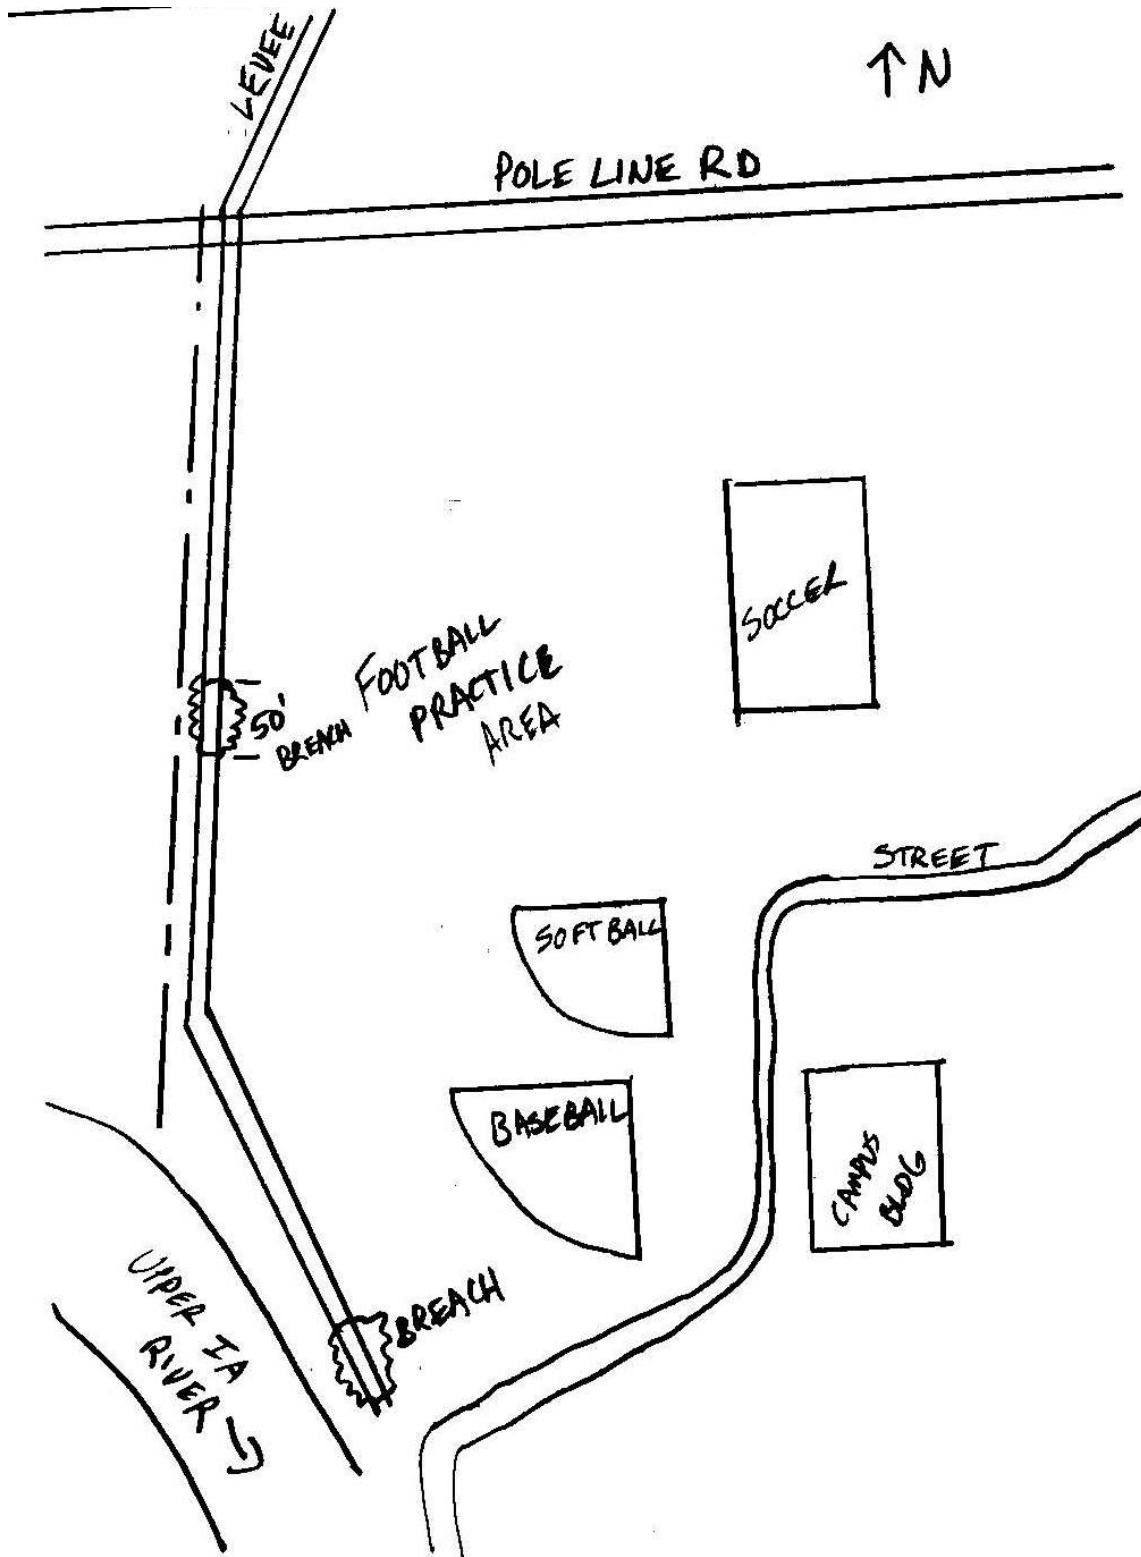 LEVEE
↑ N
POLE LINE RD
SOCCER
FOOTBALL
PRACTICE
AREA
50'
BREACH
STREET
SOFTBALL
BASEBALL
CAMPUS
BLDG
BREACH
UPPER IA
RIVER